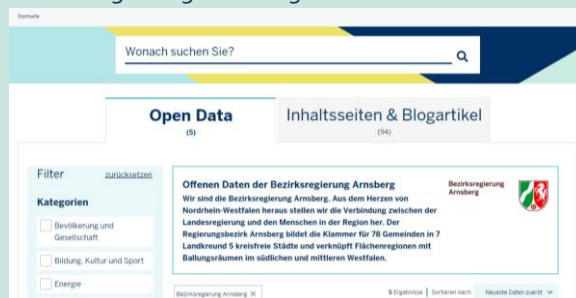 Startseite
Wonach suchen Sie?
Open Data
(5)
Inhaltsseiten & Blogartikel
(94)
Filter
zurücksetzen
Kategorien
Bevölkerung und
Gesellschaft
Bildung, Kultur und Sport
Energie
Offenen Daten der Bezirksregierung Arnsberg
Wir sind die Bezirksregierung Arnsberg. Aus dem Herzen von
Nordrhein-Westfalen heraus stellen wir die Verbindung zwischen der
Landesregierung und den Menschen in der Region her. Der
Regierungsbezirk Arnsberg bildet die Klammer für 78 Gemeinden in 7
Landkreund 5 kreisfreie Städte und verknüpft Flächenregionen mit
Ballungsräumen im südlichen und mittleren Westfalen.
Bezirksregierung
Arnsberg
Bezirksregierung Arnsberg ×
5 Ergebnisse
Sortieren nach
Neueste Daten zuerst